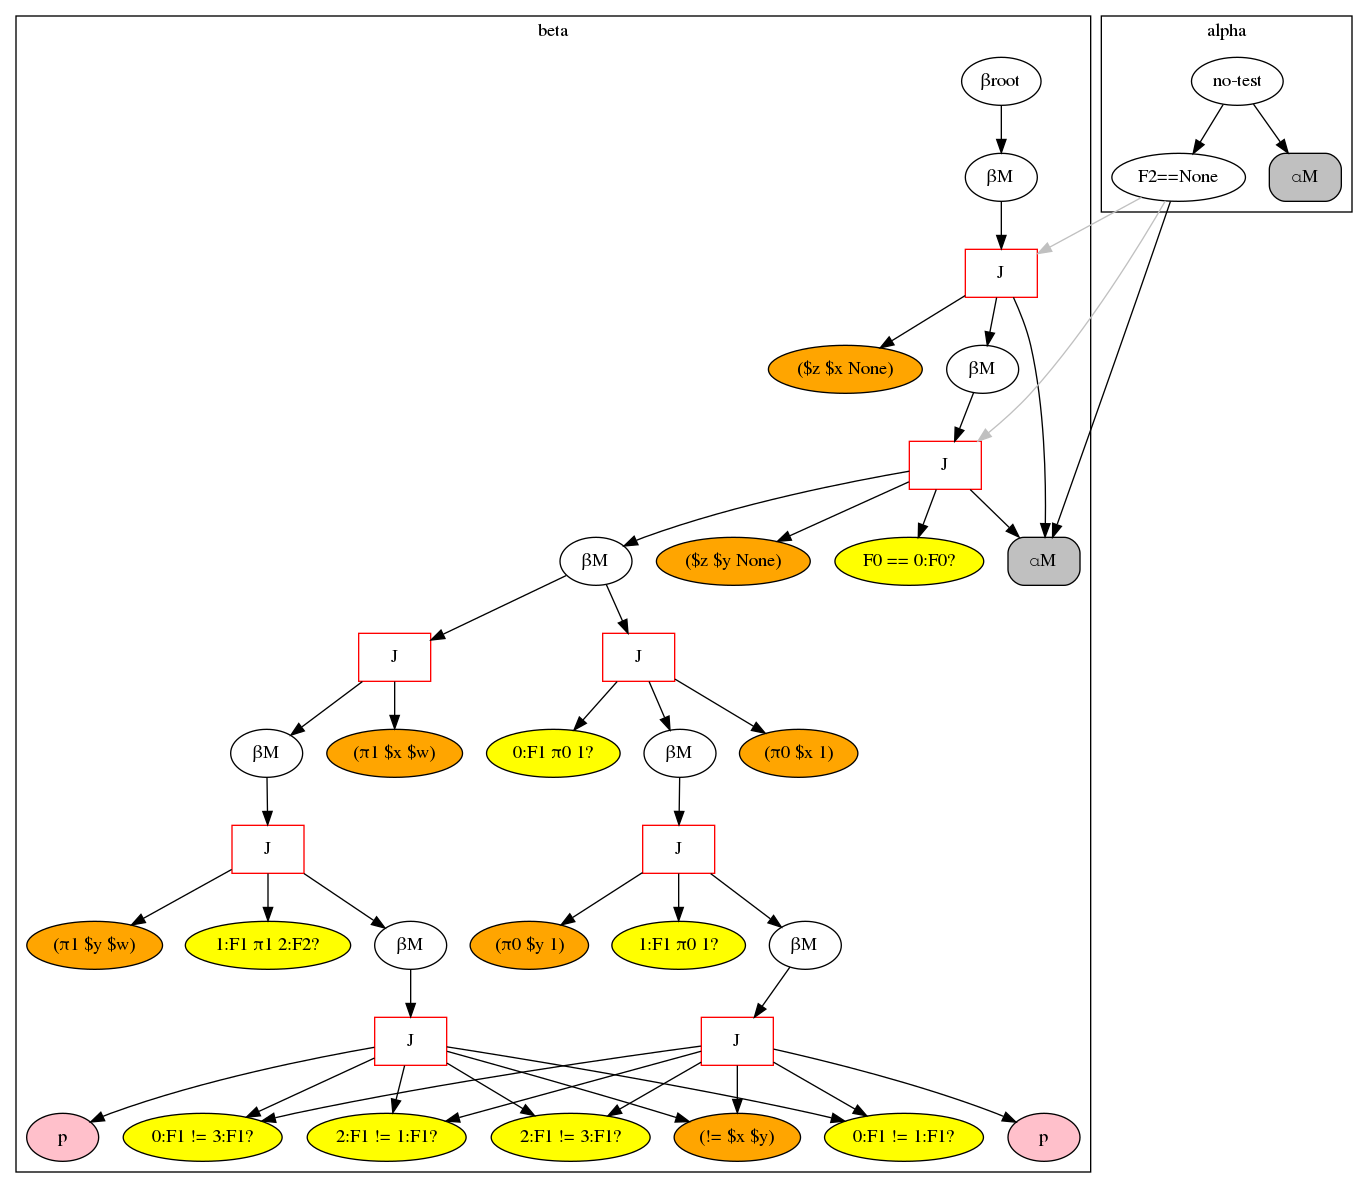 beta
alpha
βroot
no-test
βM
F2==None
αM
J
($z $x None)
βM
J
βM
($z $y None)
F0 == 0:F0?
αM
J
J
βM
(π1 $x $w)
0:F1 π0 1?
βM
(π0 $x 1)
J
J
(π1 $y $w)
1:F1 π1 2:F2?
βM
(π0 $y 1)
1:F1 π0 1?
βM
J
J
p
0:F1 != 3:F1?
2:F1 != 1:F1?
2:F1 != 3:F1?
(!= $x $y)
0:F1 != 1:F1?
p